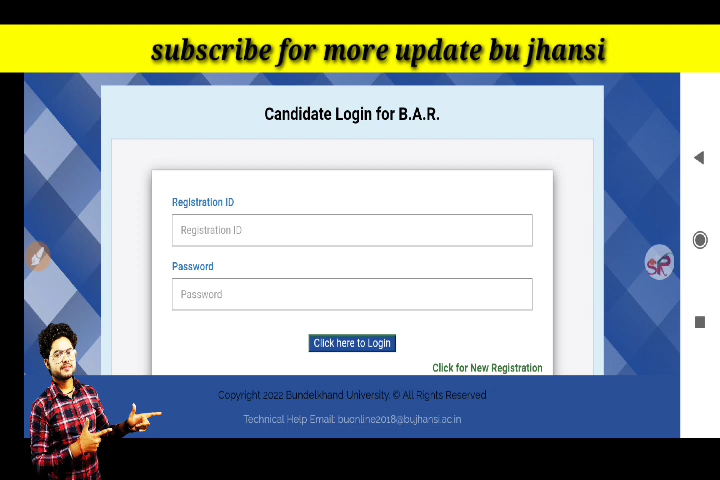 subscribe for more update bu jhansi
Candidate Login for B.A.R.
Registration ID
Registration ID
Password
Password
Click here to Login
Click for New Registration
Copyright 2022 Bundelkhand University, © All Rights Reserved
Technical Help Email: buonline2018@bujhansi.ac.in
SR